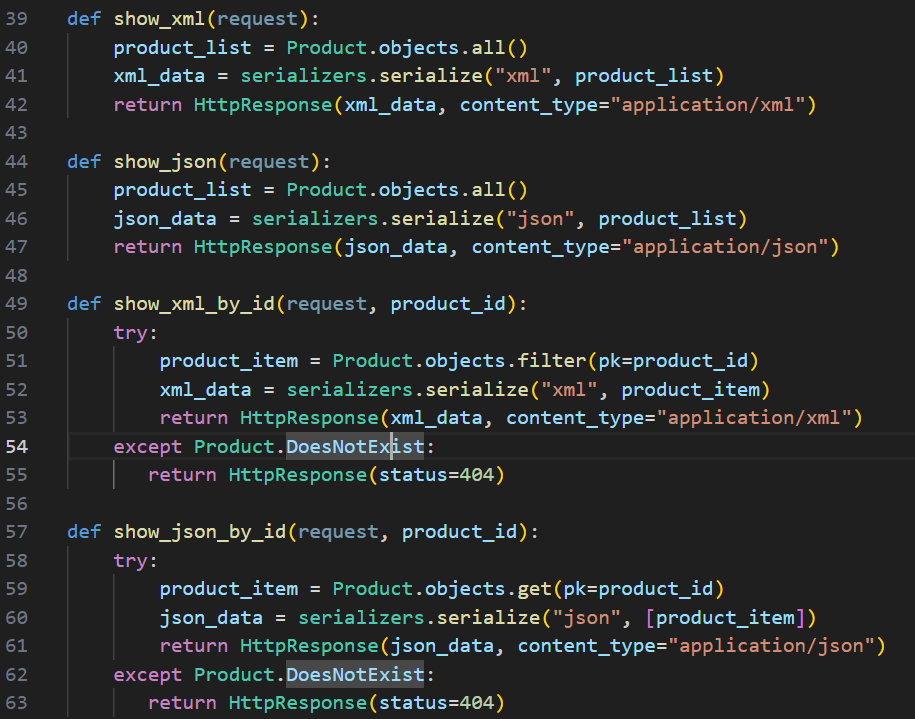 39 def show_xml(request):
40     product_list = Product.objects.all()
41     xml_data = serializers.serialize("xml", product_list)
42     return HttpResponse(xml_data, content_type="application/xml")
43
44 def show_json(request):
45     product_list = Product.objects.all()
46     json_data = serializers.serialize("json", product_list)
47     return HttpResponse(json_data, content_type="application/json")
48
49 def show_xml_by_id(request, product_id):
50     try:
51         product_item = Product.objects.filter(pk=product_id)
52         xml_data = serializers.serialize("xml", product_item)
53         return HttpResponse(xml_data, content_type="application/xml")
54     except Product.DoesNotExist:
55        return HttpResponse(status=404)
56
57 def show_json_by_id(request, product_id):
58     try:
59         product_item = Product.objects.get(pk=product_id)
60         json_data = serializers.serialize("json", [product_item])
61         return HttpResponse(json_data, content_type="application/json")
62     except Product.DoesNotExist:
63        return HttpResponse(status=404)